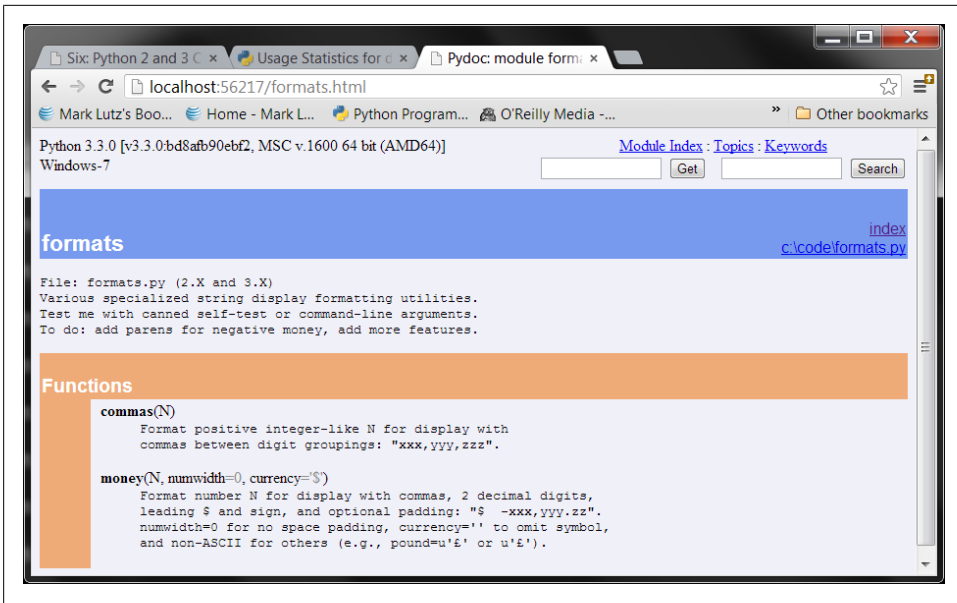 Six: Python 2 and 3 C
Usage Statistics for d
Pydoc: module forma
localhost:56217/formats.html
Mark Lutz's Boo...
Home - Mark L...
Python Program...
O'Reilly Media -...
»
Other bookmarks
Python 3.3.0 [v3.3.0:bd8afb90ebf2, MSC v.1600 64 bit (AMD64)]
Windows-7
Module Index : Topics : Keywords
Get
Search
formats
index
c:\code\formats.py
File: formats.py (2.X and 3.X)
Various specialized string display formatting utilities.
Test me with canned self-test or command-line arguments.
To do: add parens for negative money, add more features.
Functions
commas(N)
Format positive integer-like N for display with
commas between digit groupings: "xxx,yyy,zzz".
money(N, numwidth=0, currency='$')
Format number N for display with commas, 2 decimal digits,
leading $ and sign, and optional padding: "$  -xxx,yyy.zz".
numwidth=0 for no space padding, currency='' to omit symbol,
and non-ASCII for others (e.g., pound=u'£' or u'£').